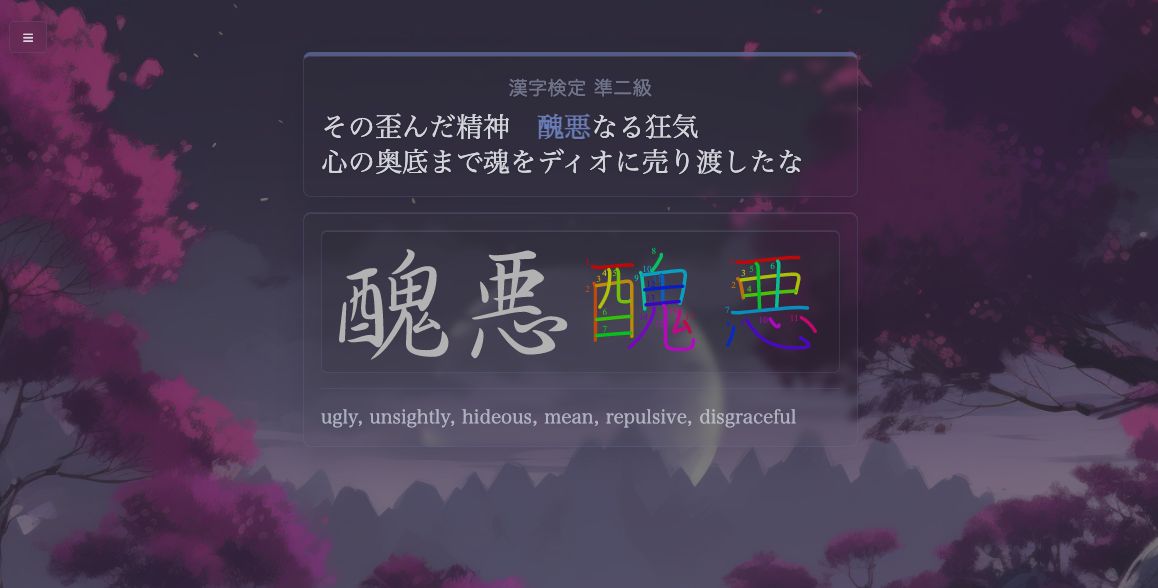 漢字検定 準二級
その歪んだ精神　醜悪なる狂気
心の奥底まで魂をディオに売り渡したな
醜悪醜悪
ugly, unsightly, hideous, mean, repulsive, disgraceful